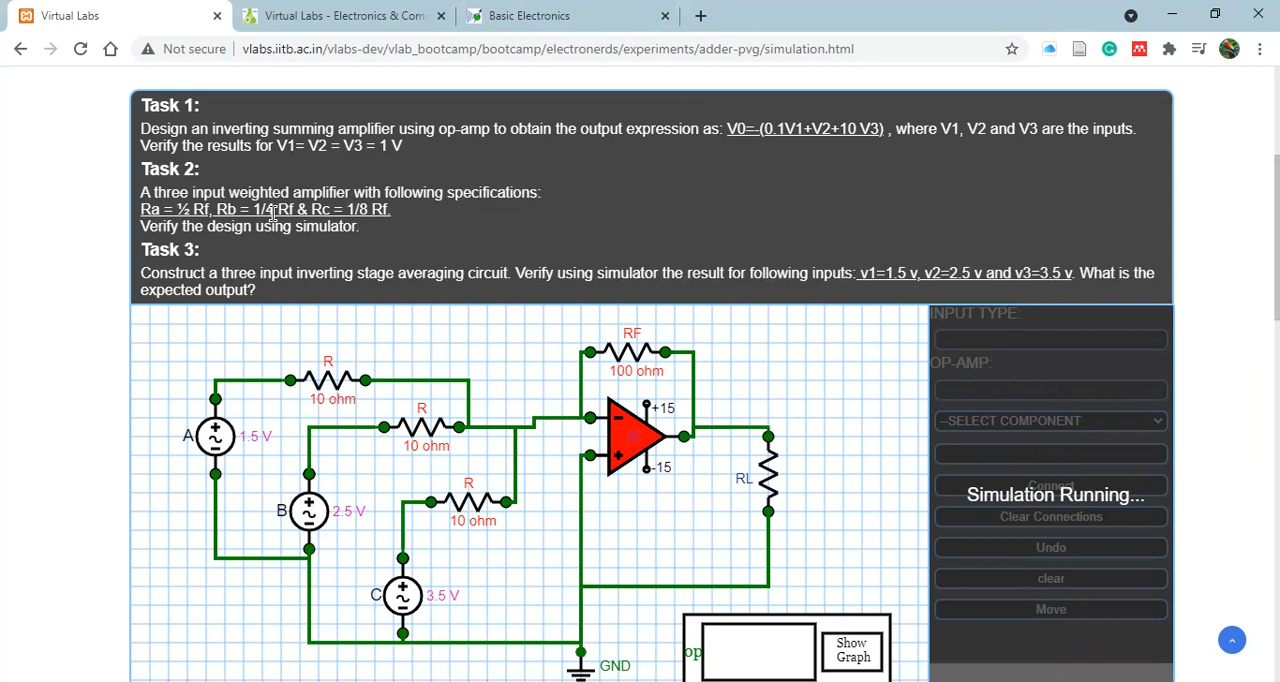 Virtual Labs
Virtual Labs - Electronics & Com
Basic Electronics
Not secure
vlabs.iitb.ac.in/vlabs-dev/vlab_bootcamp/bootcamp/electronerds/experiments/adder-pvg/simulation.html
Task 1:
Design an inverting summing amplifier using op-amp to obtain the output expression as: V0=-(0.1V1+V2+10 V3) , where V1, V2 and V3 are the inputs.
Verify the results for V1= V2 = V3 = 1 V
Task 2:
A three input weighted amplifier with following specifications:
Ra = ½ Rf, Rb = 1/4 Rf & Rc = 1/8 Rf.
Verify the design using simulator.
Task 3:
Construct a three input inverting stage averaging circuit. Verify using simulator the result for following inputs: v1=1.5 v, v2=2.5 v and v3=3.5 v. What is the
expected output?
INPUT TYPE:
OP-AMP:
--SELECT COMPONENT
Connect
Simulation Running...
Clear Connections
Undo
clear
Move
RF
100 ohm
R
10 ohm
R
10 ohm
R
10 ohm
A
1.5 V
B
2.5 V
C
3.5 V
+15
-
+
-15
RL
GND
op
Show
Graph